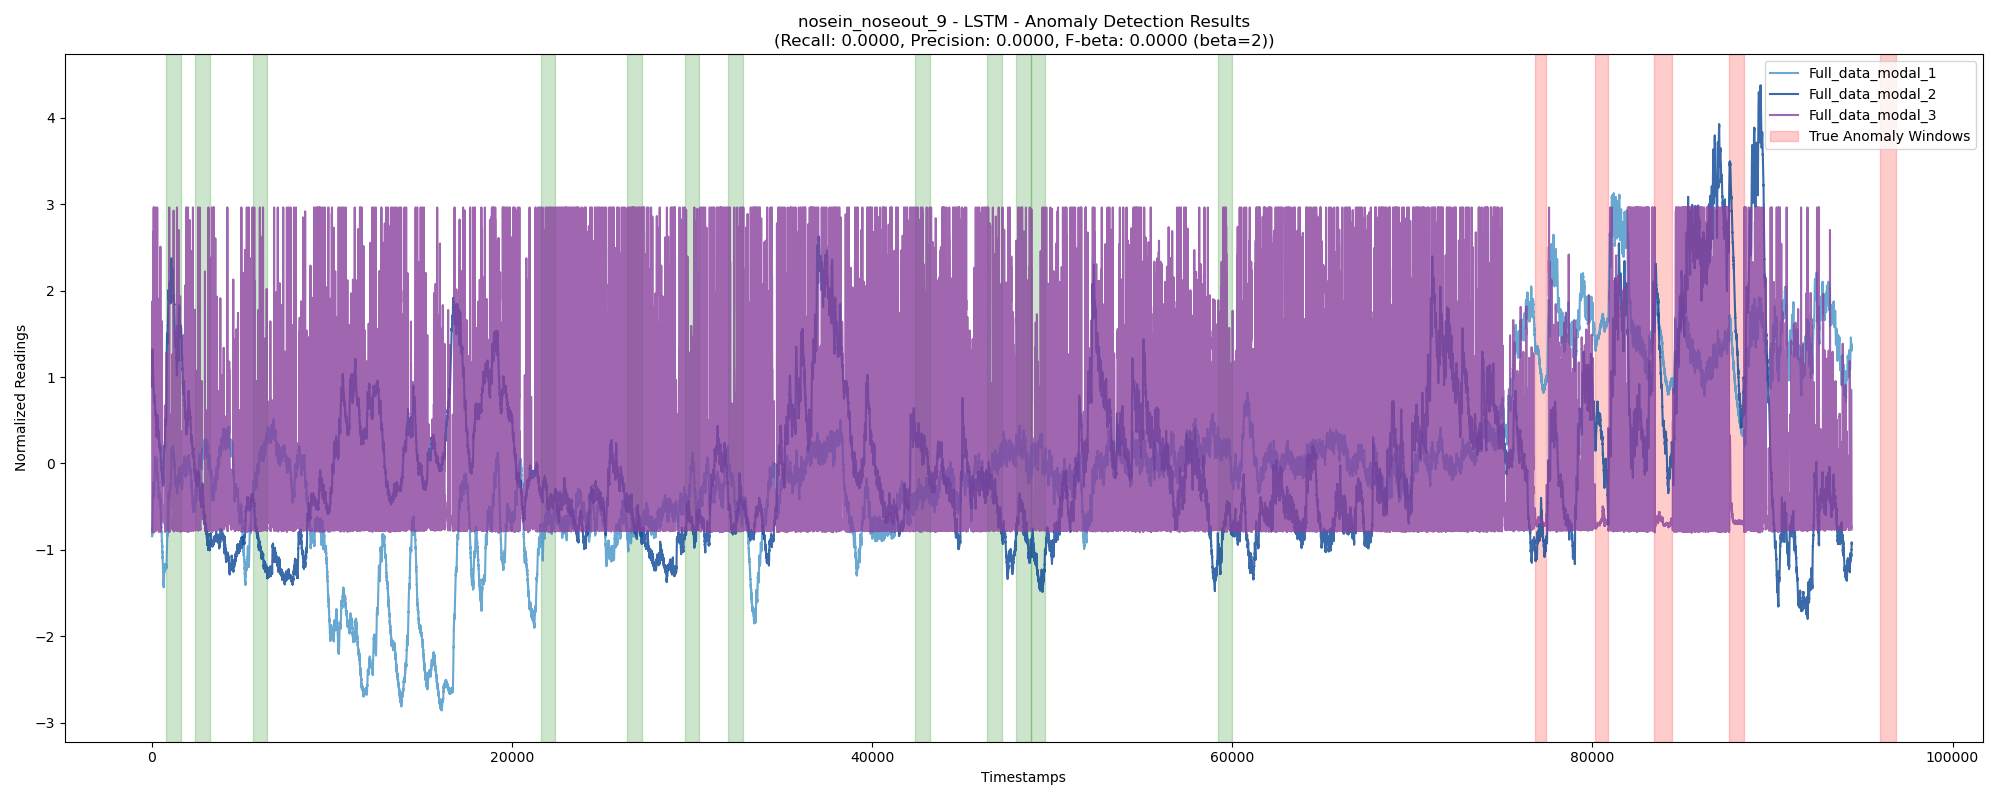 nosein_noseout_9 - LSTM - Anomaly Detection Results
(Recall: 0.0000, Precision: 0.0000, F-beta: 0.0000 (beta=2))
Full_data_modal_1
Full_data_modal_2
Full_data_modal_3
True Anomaly Windows
Normalized Readings
4
3
2
1
0
−1
−2
−3
0
20000
40000
60000
80000
100000
Timestamps